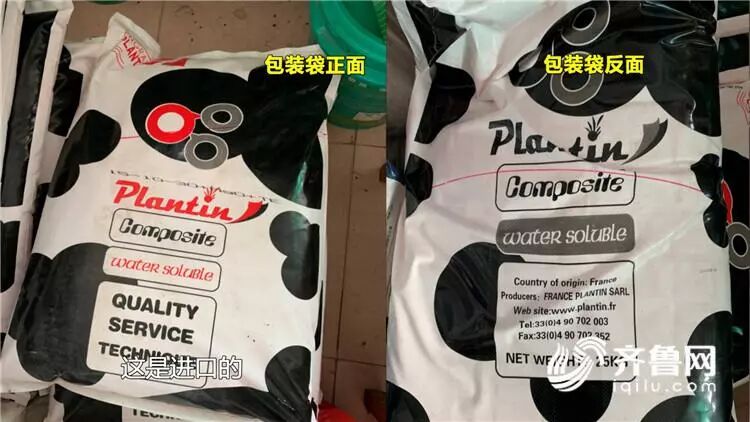 包装袋正面
Plantin
Composite
water soluble
QUALITY
SERVICE
这是进口的
包装袋反面
Plantin
Composite
water soluble
Country of origin: France
Producers: FRANCE PLANTIN SARL
Web site:www.plantin.fr
Tel:33(0)4 90 702 003
Fax:33(0)4 90 702 352
齐鲁网
iqilu.com